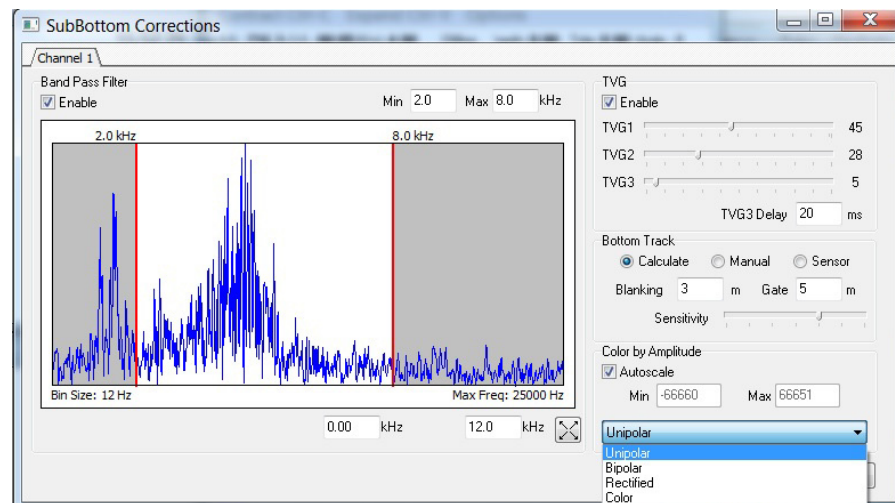 SubBottom Corrections
Channel 1
Band Pass Filter
Enable
Min 2.0 Max 8.0 kHz
2.0 kHz 8.0 kHz
Bin Size: 12 Hz Max Freq: 25000 Hz
0.00 kHz 12.0 kHz
TVG
Enable
TVG1 45
TVG2 28
TVG3 5
TVG3 Delay 20 ms
Bottom Track
Calculate Manual Sensor
Blanking 3 m Gate 5 m
Sensitivity
Color by Amplitude
Autoscale
Min -66660 Max 66651
Unipolar
Unipolar
Bipolar
Rectified
Color